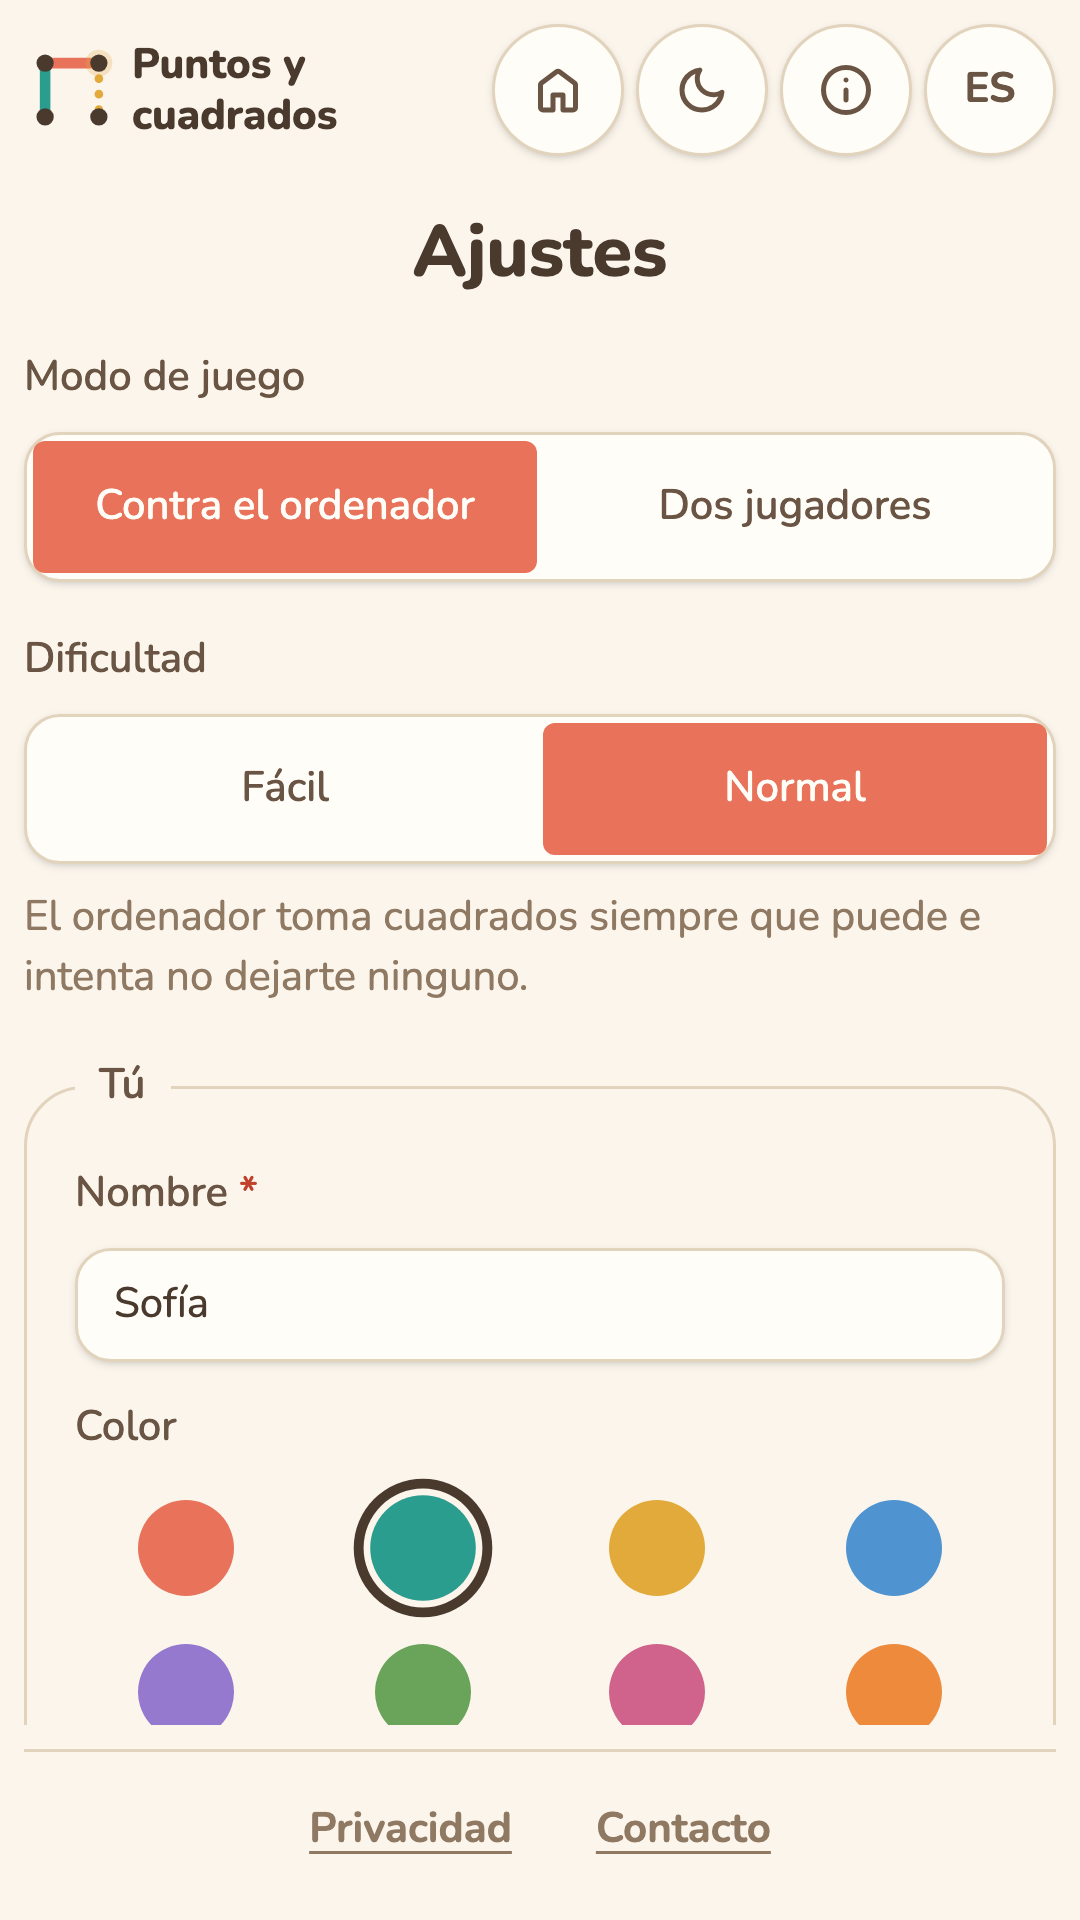 Puntos y
cuadrados
ES
Ajustes
Modo de juego
Contra el ordenador
Dos jugadores
Dificultad
Fácil
Normal
El ordenador toma cuadrados siempre que puede e
intenta no dejarte ninguno.
Tú
Nombre *
Sofía
Color
Privacidad
Contacto